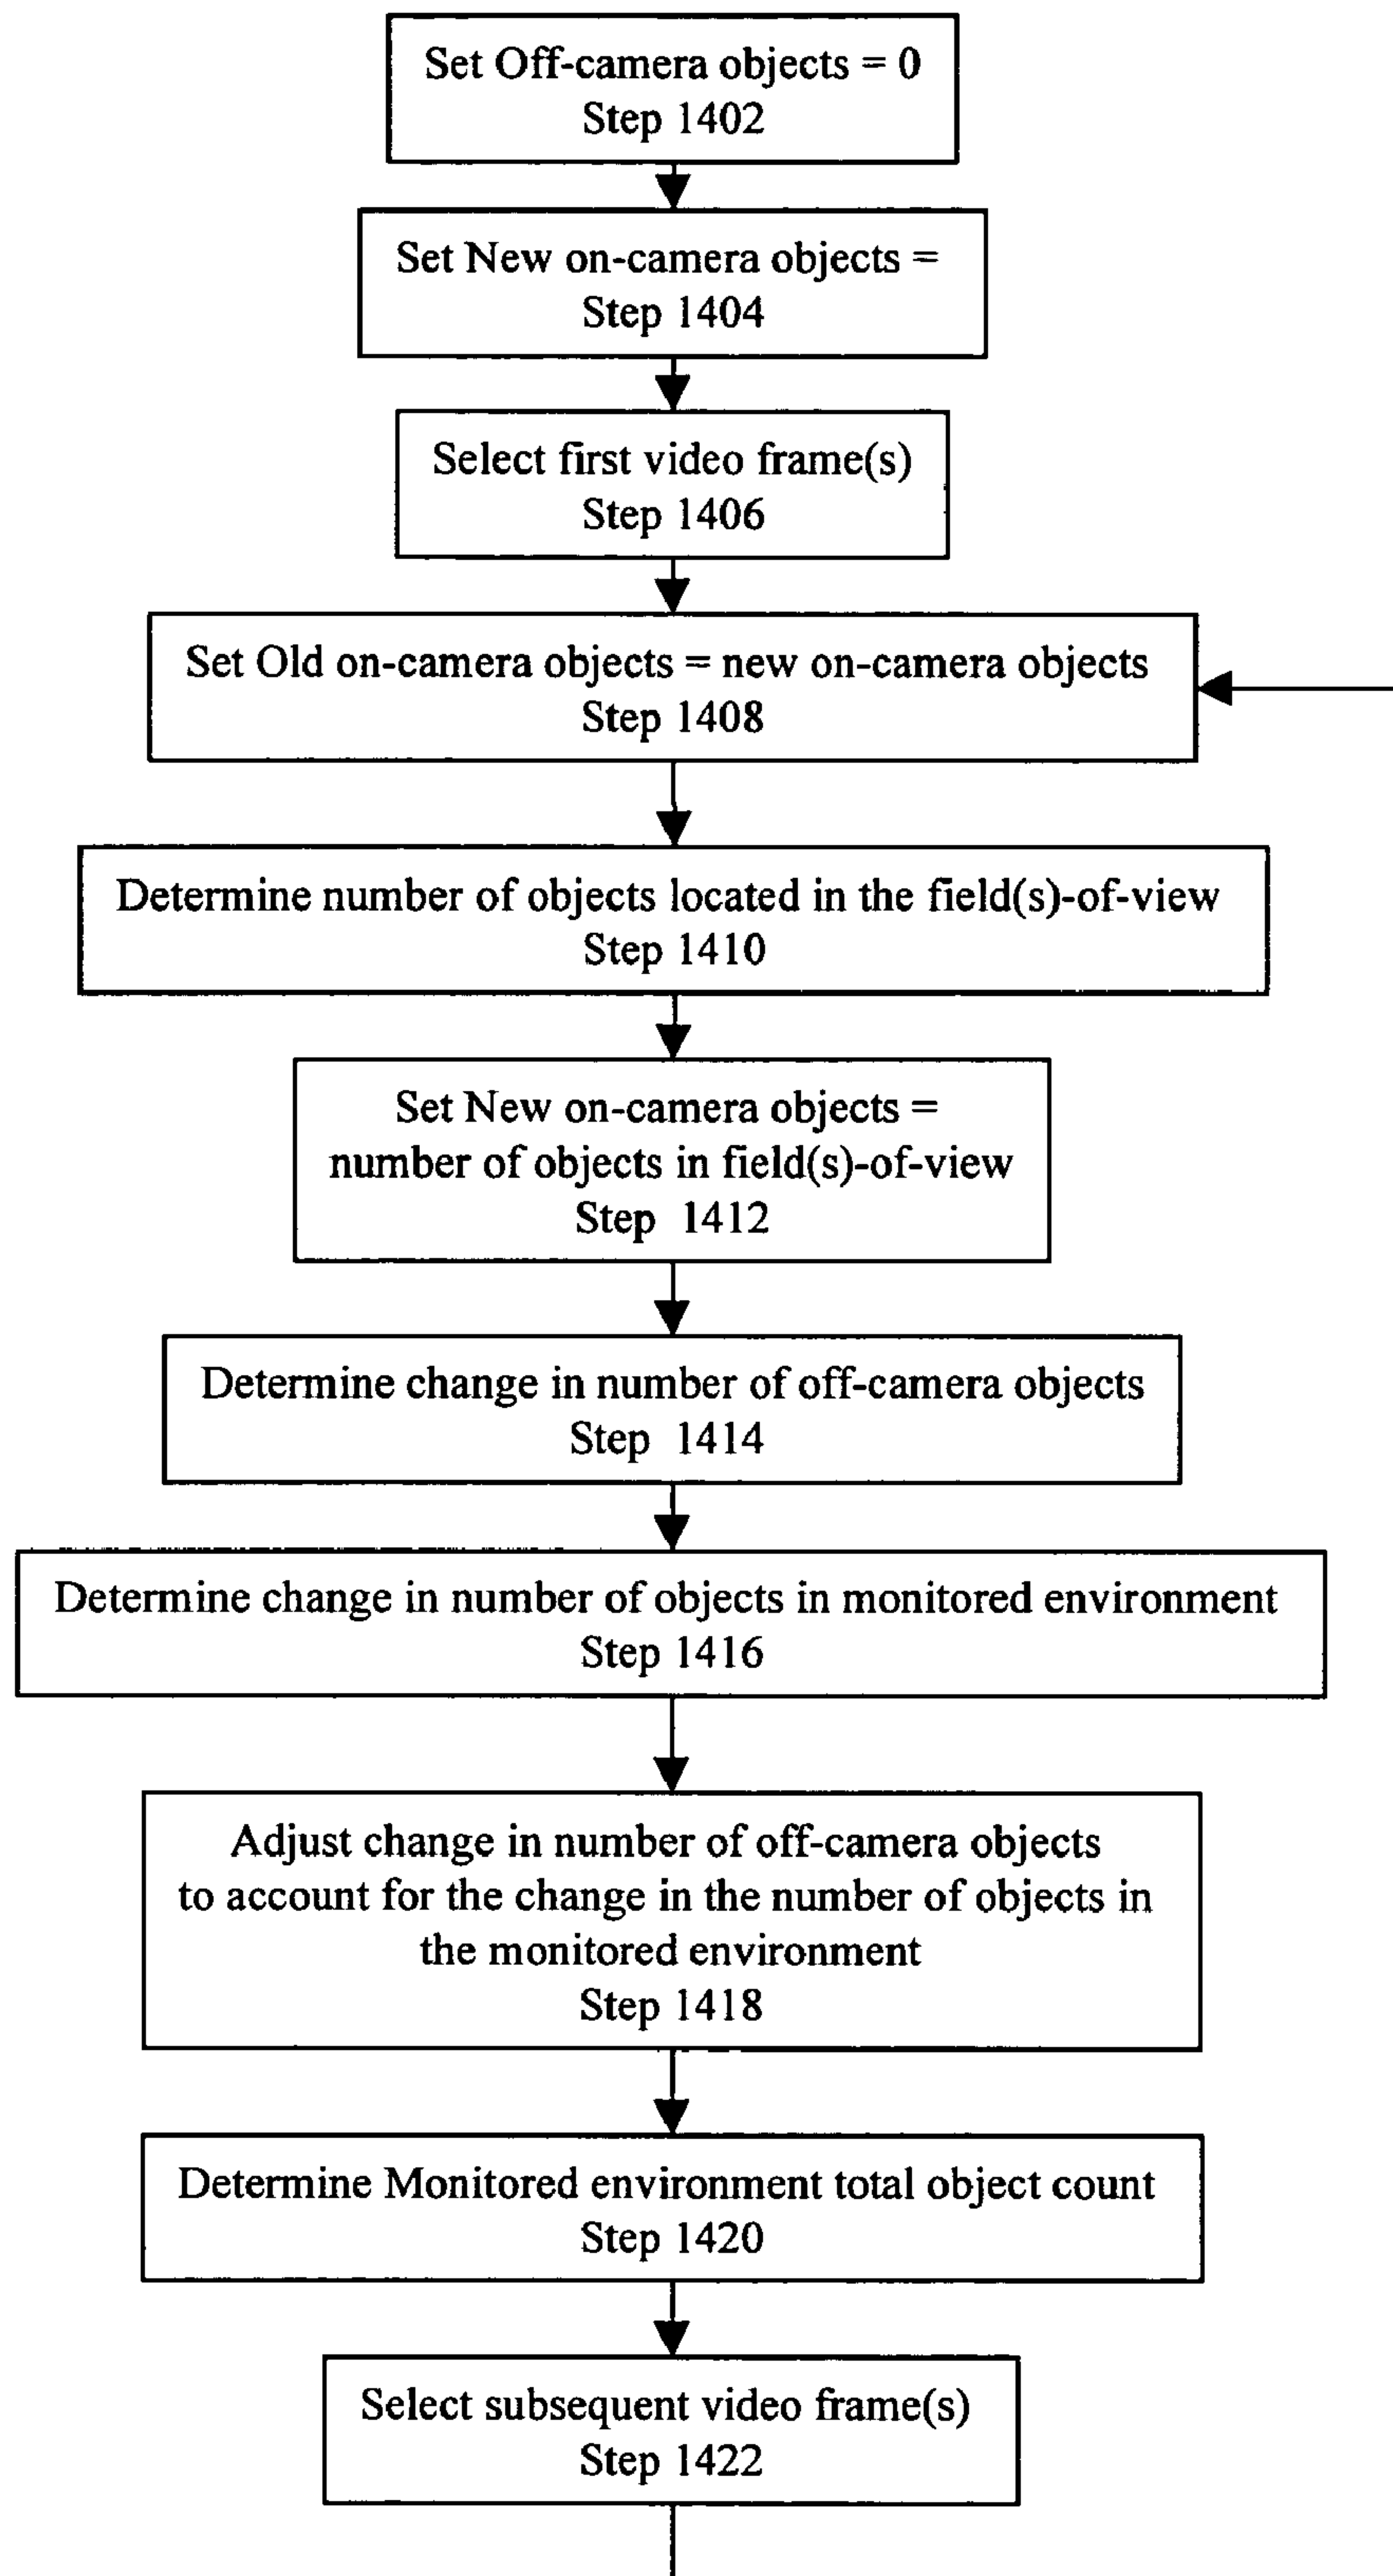 Set Off-camera objects = 0
Step 1402
Set New on-camera objects =
Step 1404
Select first video frame(s)
Step 1406
Set Old on-camera objects = new on-camera objects
Step 1408
Determine number of objects located in the field(s)-of-view
Step 1410
Set New on-camera objects =
number of objects in field(s)-of-view
Step 1412
Determine change in number of off-camera objects
Step 1414
Determine change in number of objects in monitored environment
Step 1416
Adjust change in number of off-camera objects
to account for the change in the number of objects in
the monitored environment
Step 1418
Determine Monitored environment total object count
Step 1420
Select subsequent video frame(s)
Step 1422